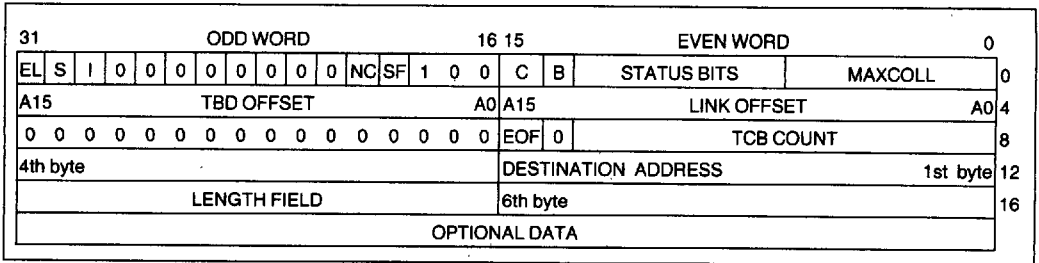 31 ODD WORD 16 15 EVEN WORD 0
EL S I 0 0 0 0 0 0 0 0 NC SF 1 0 0 C B STATUS BITS MAXCOLL 0
A15 TBD OFFSET A0 A15 LINK OFFSET A0 4
0 0 0 0 0 0 0 0 0 0 0 0 0 0 0 0 EOF 0 TCB COUNT 8
4th byte DESTINATION ADDRESS 1st byte 12
LENGTH FIELD 6th byte 16
OPTIONAL DATA